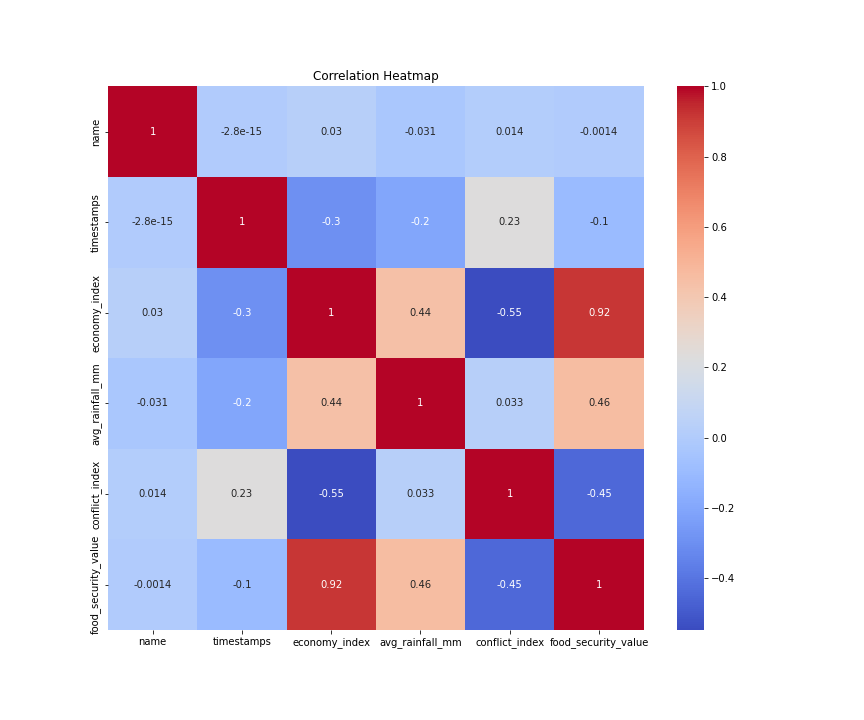 Correlation Heatmap
name
1
-2.8e-15
0.03
-0.031
0.014
-0.0014
timestamps
-2.8e-15
1
-0.3
-0.2
0.23
-0.1
economy_index
0.03
-0.3
1
0.44
-0.55
0.92
avg_rainfall_mm
-0.031
-0.2
0.44
1
0.033
0.46
conflict_index
0.014
0.23
-0.55
0.033
1
-0.45
food_security_value
-0.0014
-0.1
0.92
0.46
-0.45
1
name
timestamps
economy_index
avg_rainfall_mm
conflict_index
food_security_value
1.0
0.8
0.6
0.4
0.2
0.0
−0.2
−0.4